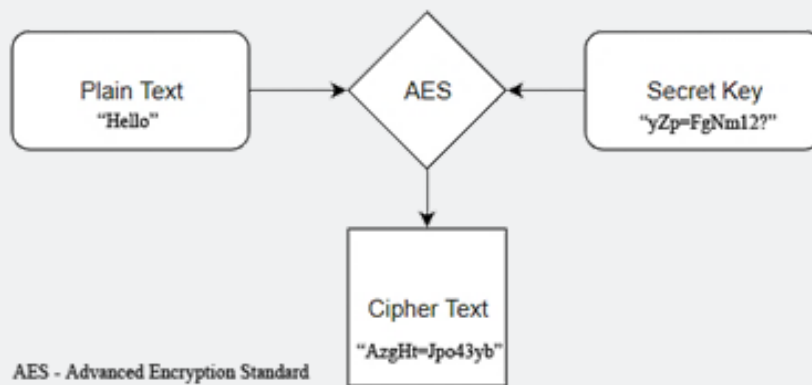 Plain Text
“Hello”
AES
Secret Key
“yZp=FgNm12?”
Cipher Text
“AzgHt=Jpo43yb”
AES - Advanced Encryption Standard